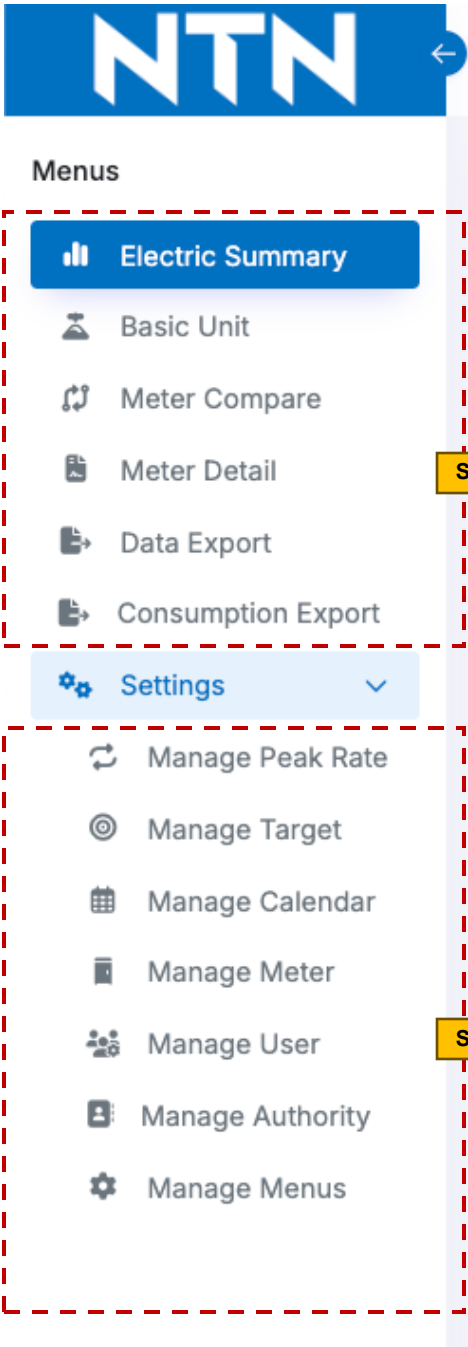 NTN
Menus
Electric Summary
Basic Unit
Meter Compare
Meter Detail
S
Data Export
Consumption Export
Settings
Manage Peak Rate
Manage Target
Manage Calendar
Manage Meter
Manage User
S
Manage Authority
Manage Menus